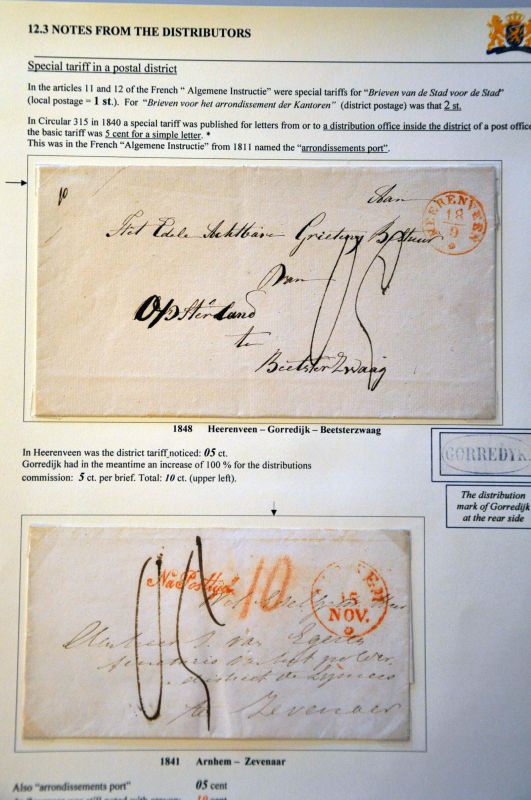 12.3 NOTES FROM THE DISTRIBUTORS
Special tariff in a postal district
In the articles 11 and 12 of the French “ Algemene Instructie” were special tariffs for “Brieven van de Stad voor de Stad”
(local postage = 1 st.). For “Brieven voor het arrondissement der Kantoren” (district postage) was that 2 st.
In Circular 315 in 1840 a special tariff was published for letters from or to a distribution office inside the district of a post office
the basic tariff was 5 cent for a simple letter. *
This was in the French “Algemene Instructie” from 1811 named the “arrondissements port”.
10
Aan
HEERENVEEN
18
9
Het Edele Achtbare Grieteny Bestuur
van
Opsterland
05
te
Beetsterzwaag
1848 Heerenveen – Gorredijk – Beetsterzwaag
In Heerenveen was the district tariff noticed: 05 ct.
Gorredijk had in the meantime an increase of 100 % for the distributions
commission: 5 ct. per brief. Total: 10 ct. (upper left).
GORREDYK
The distribution
mark of Gorredijk
at the rear side
Na Posttijd
10
05
15
NOV.
van Egeren
te Zevenaar
1841 Arnhem – Zevenaar
Also “arrondissements port” 05 cent